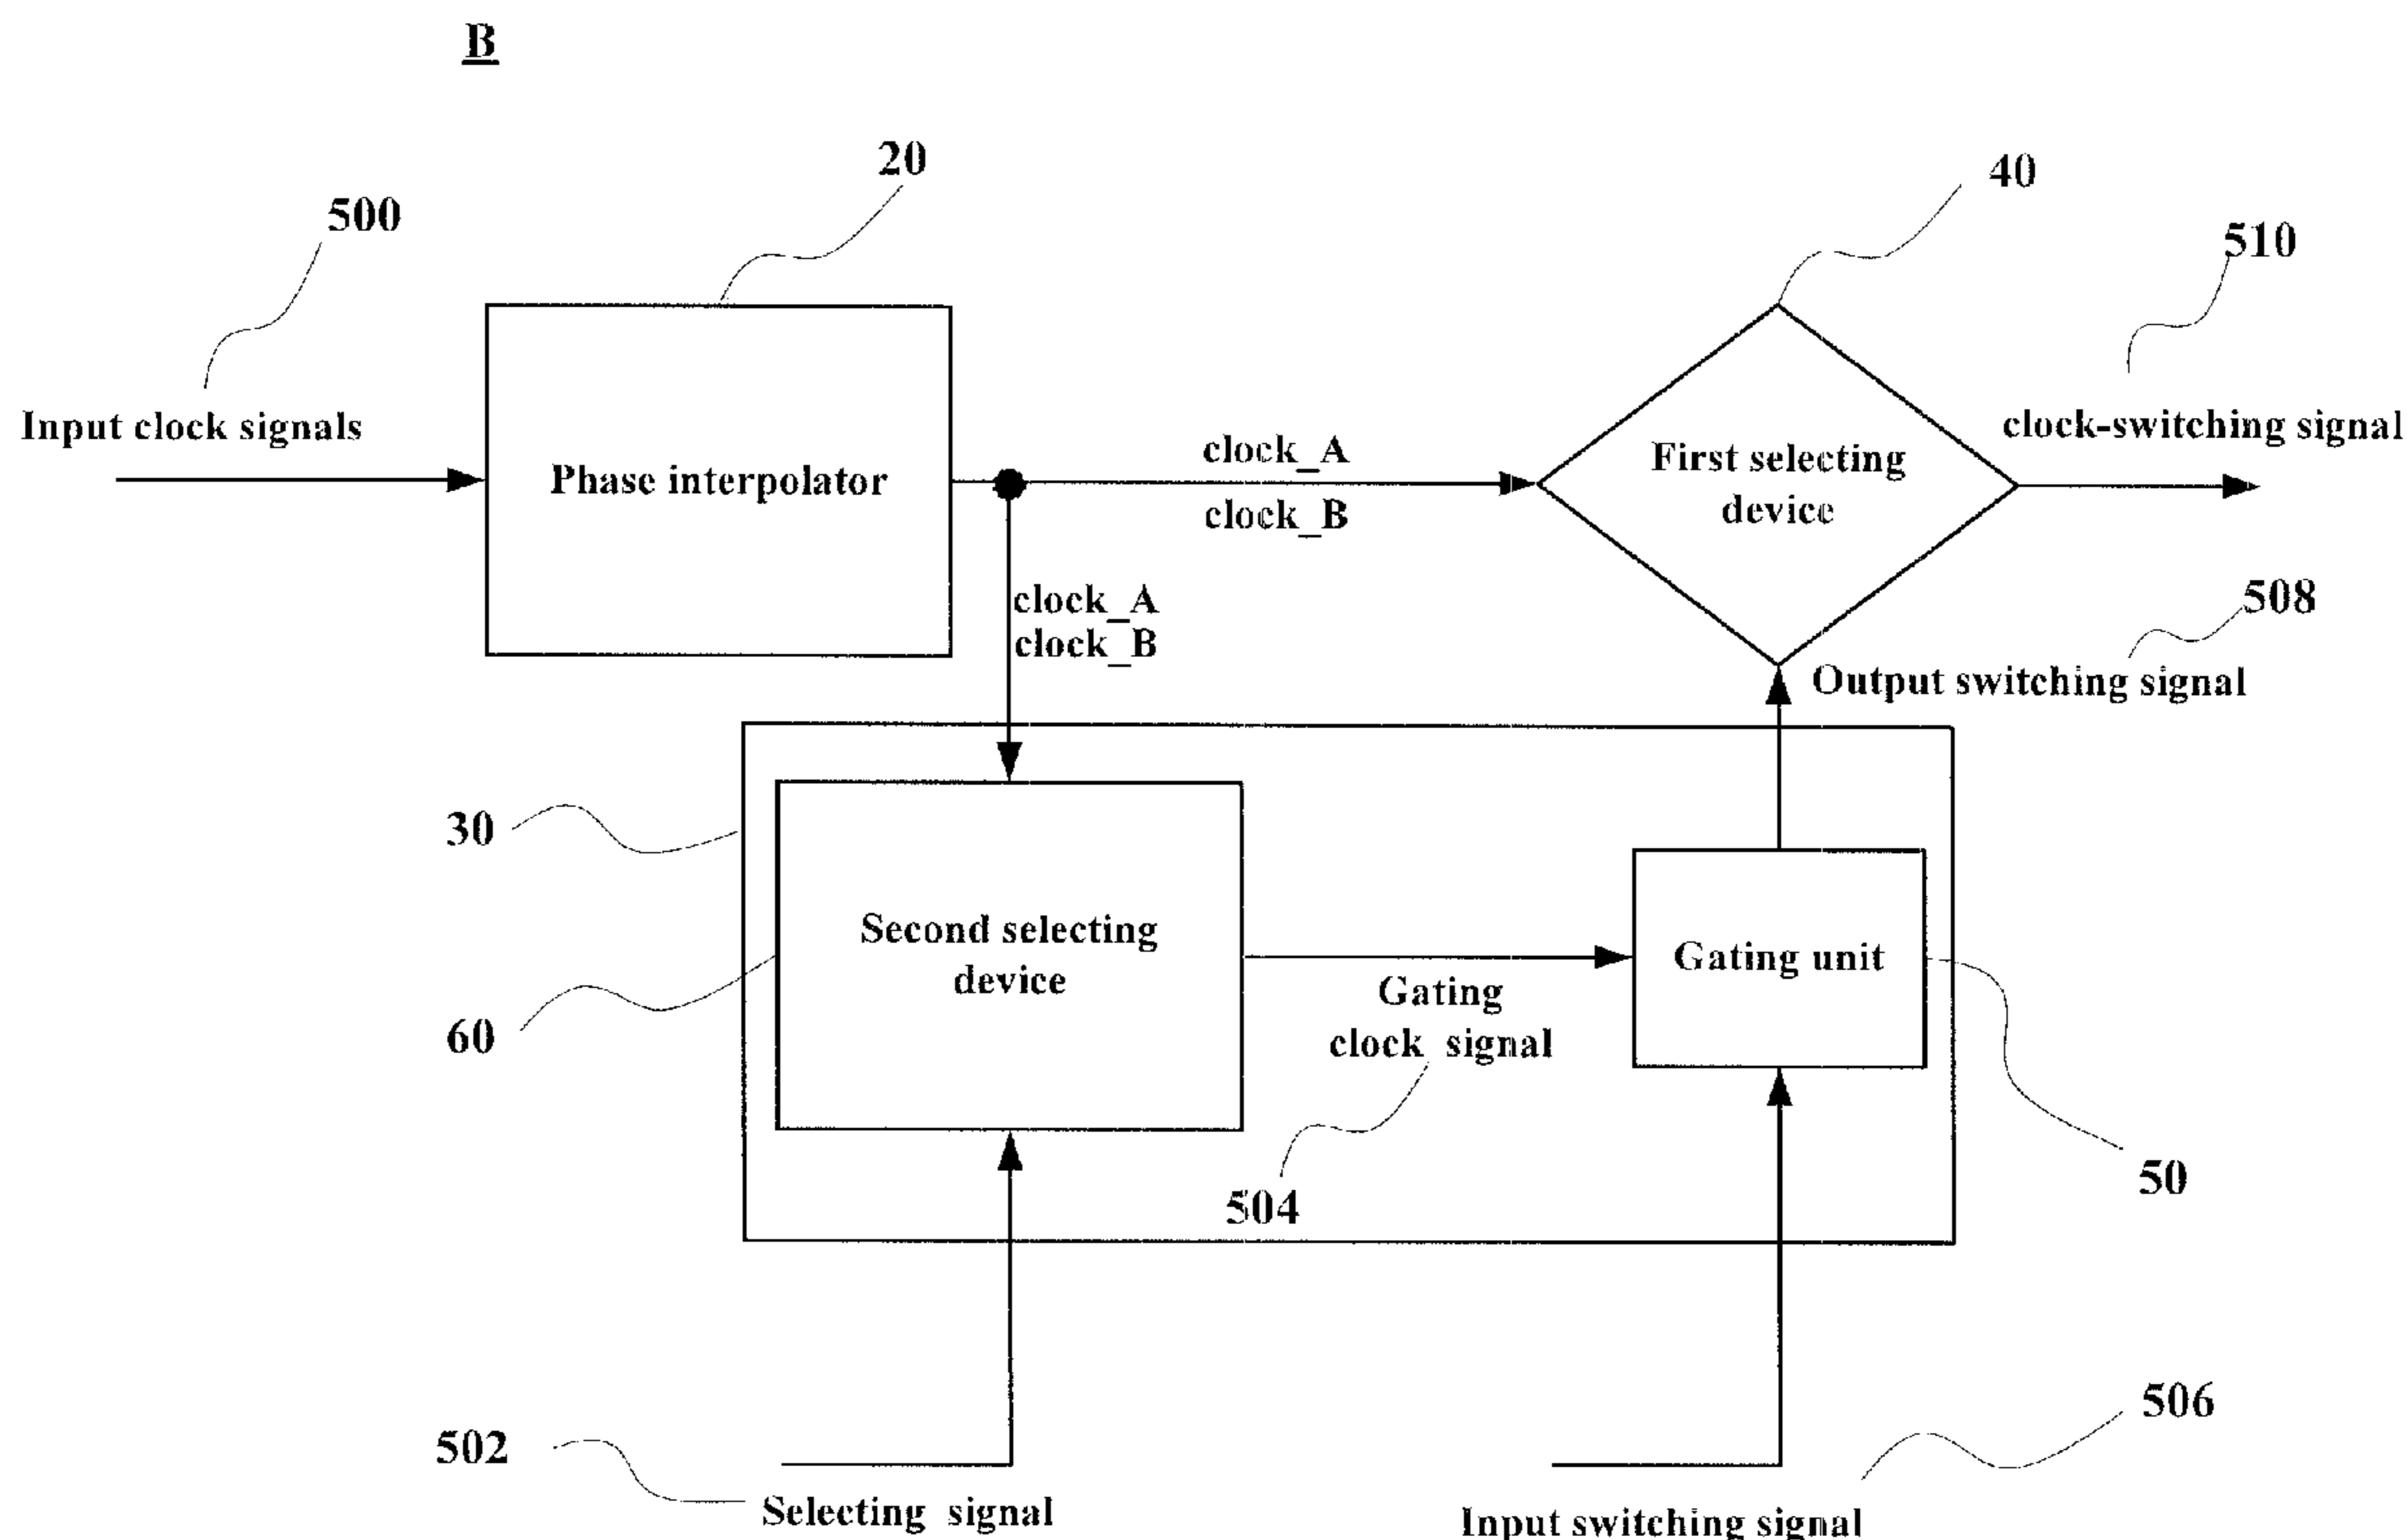 B
20
40
500
510
Input clock signals
clock-switching signal
Phase interpolator
clock_A
clock_B
First selecting
device
clock_A
clock_B
508
Output switching signal
30
Second selecting
device
Gating unit
60
Gating
clock signal
504
50
502
506
Selecting signal
Input switching signal